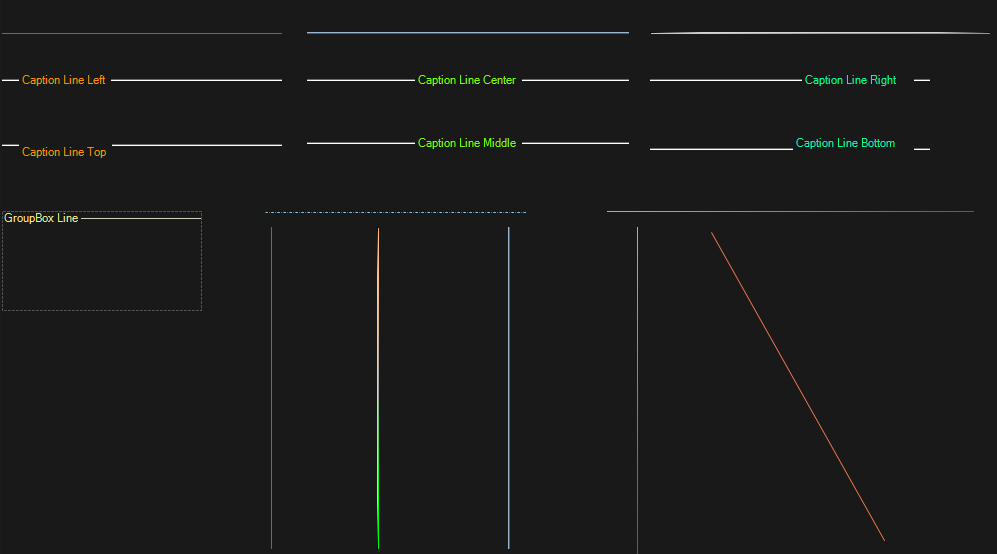 Caption Line Left
Caption Line Center
Caption Line Right
Caption Line Top
Caption Line Middle
Caption Line Bottom
GroupBox Line